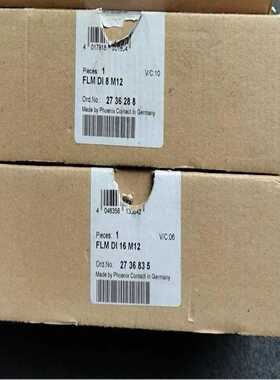 Pieces: 1 V/C:10
FLM DI 8 M12
Ord.No.: 27 36 28 8
Made by Phoenix Contact in Germany
Pieces: 1 V/C:06
FLM DI 16 M12
Ord.No.: 27 36 83 5
Made by Phoenix Contact in Germany